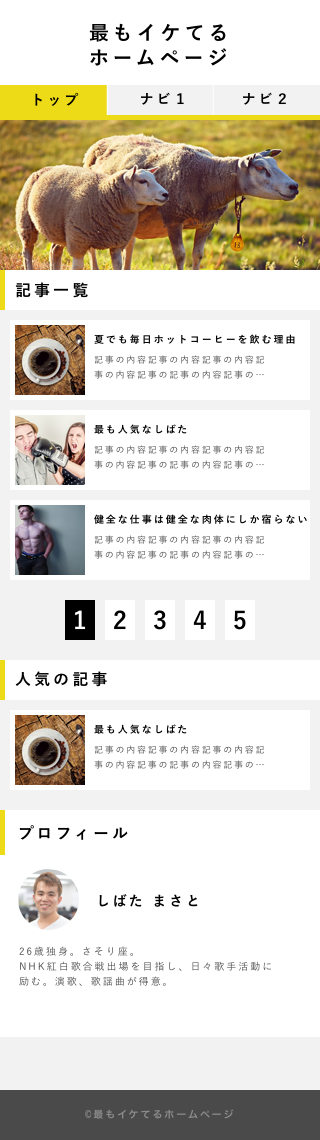 最もイケてる
ホームページ
トップ
ナビ1
ナビ2
13
記事一覧
夏でも毎日ホットコーヒーを飲む理由
記事の内容記事の内容記事の内容記
事の内容記事の記事の内容記事の…
最も人気なしばた
記事の内容記事の内容記事の内容記
事の内容記事の記事の内容記事の…
健全な仕事は健全な肉体にしか宿らない
記事の内容記事の内容記事の内容記
事の内容記事の記事の内容記事の…
1 2 3 4 5
人気の記事
最も人気なしばた
記事の内容記事の内容記事の内容記
事の内容記事の記事の内容記事の…
プロフィール
しばた まさと
26歳独身。さそり座。
NHK紅白歌合戦出場を目指し、日々歌手活動に
励む。演歌、歌謡曲が得意。
©最もイケてるホームページ